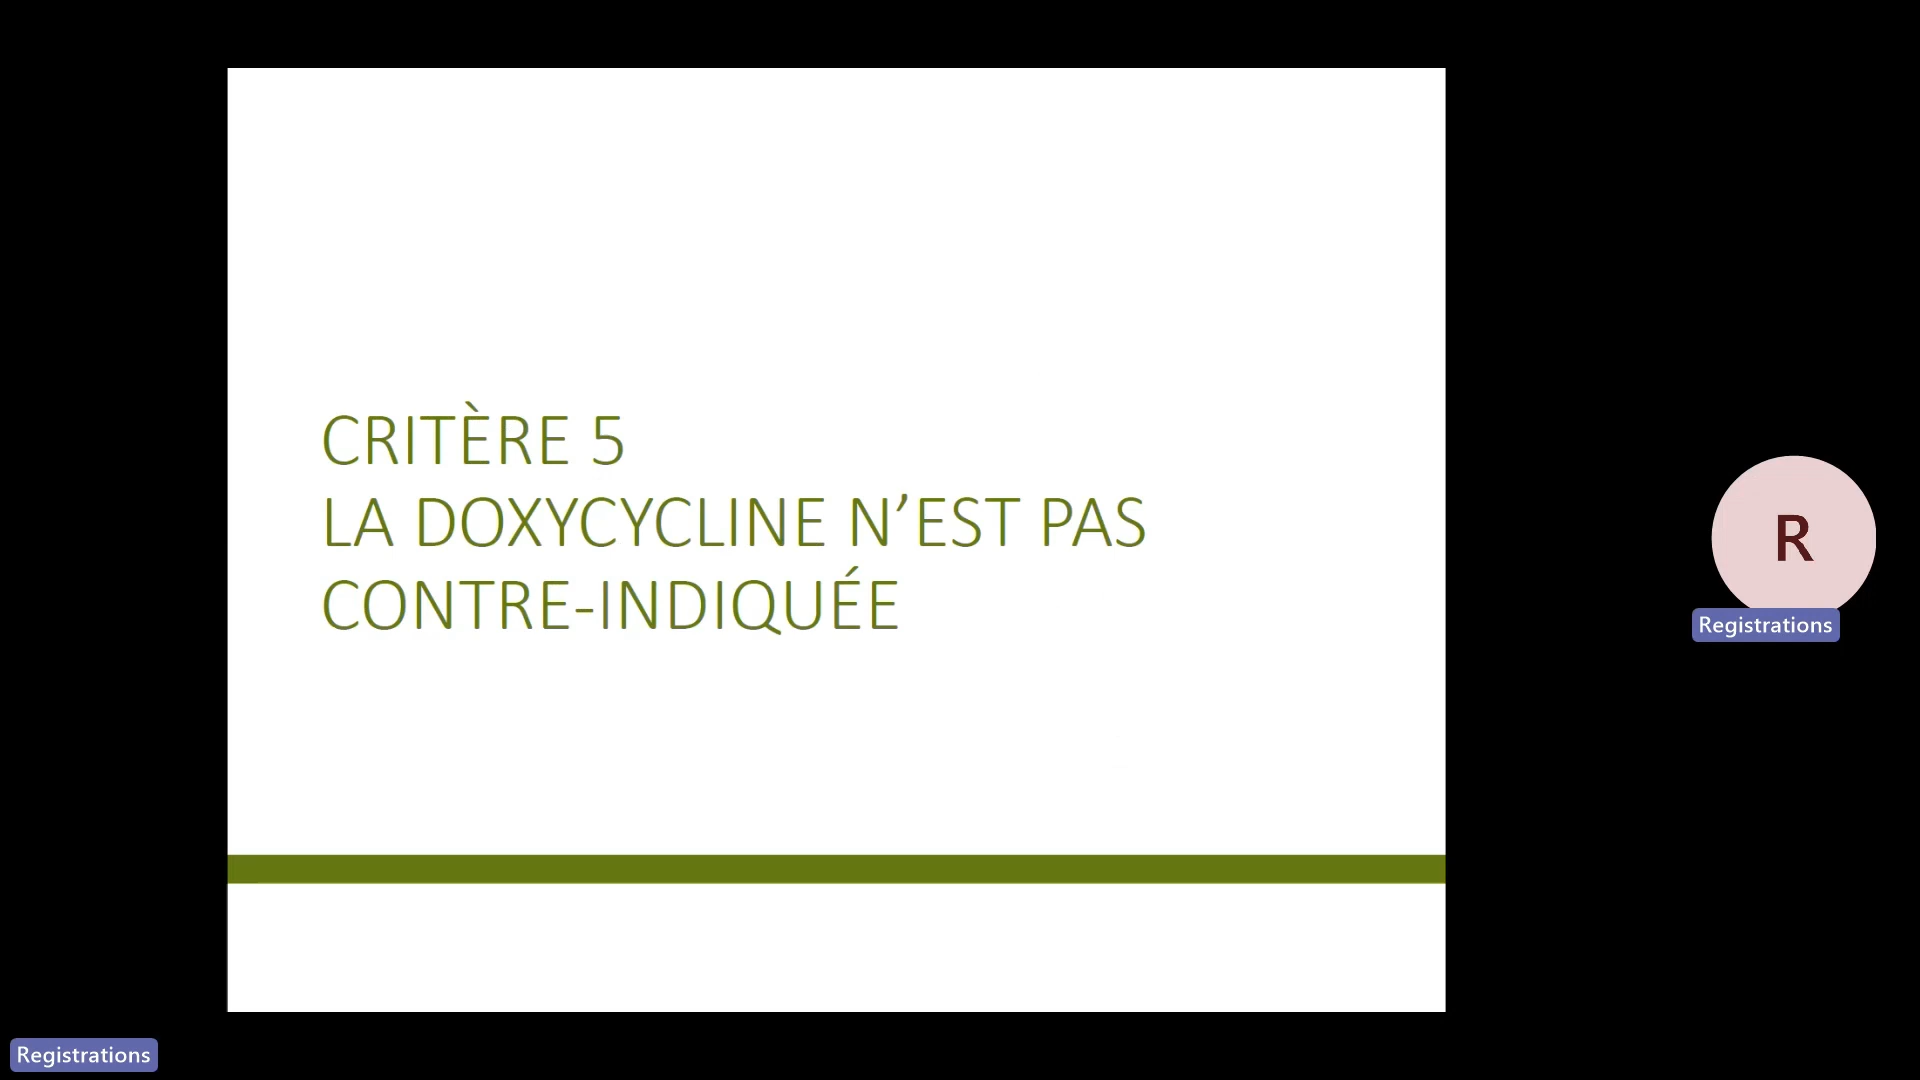 CRITÈRE 5
LA DOXYCYCLINE N’EST PAS
CONTRE-INDIQUÉE
R
Registrations
Registrations